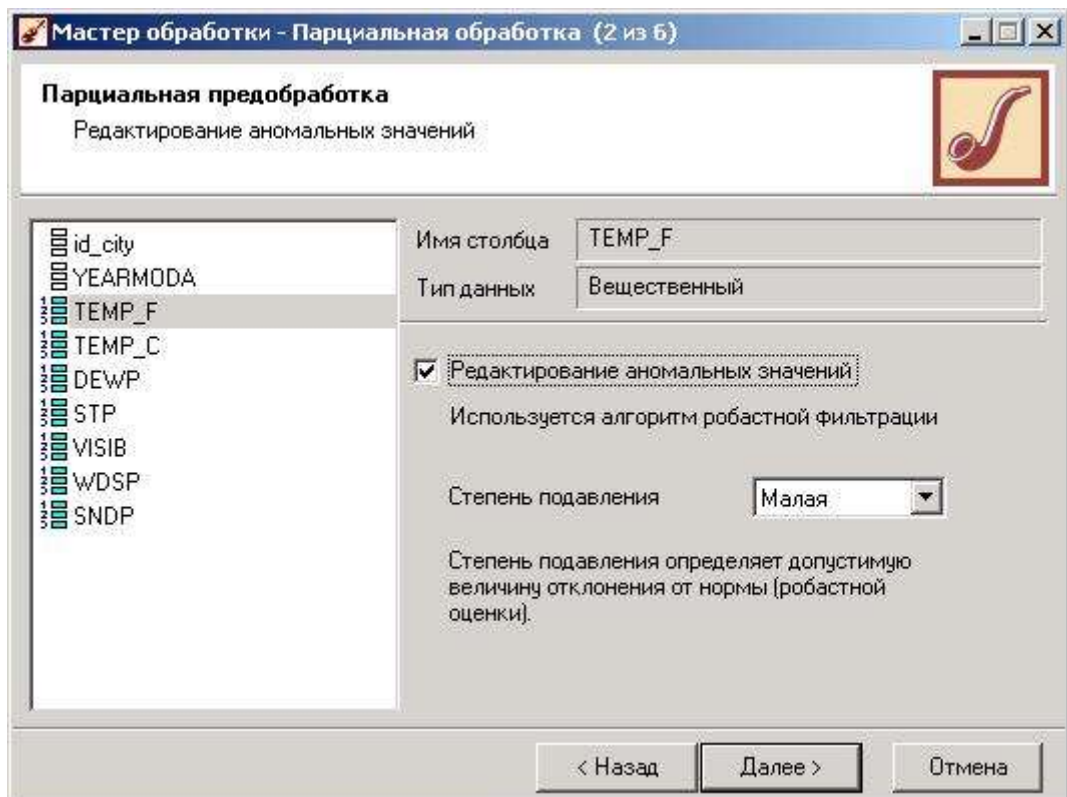 Мастер обработки - Парциальная обработка (2 из 6)
Парциальная предобработка
Редактирование аномальных значений
id_city
YEARMODA
TEMP_F
TEMP_C
DEWP
STP
VISIB
WDSP
SNDP
Имя столбца TEMP_F
Тип данных Вещественный
Редактирование аномальных значений
Используется алгоритм робастной фильтрации
Степень подавления Малая
Степень подавления определяет допустимую
величину отклонения от нормы (робастной
оценки).
< Назад Далее > Отмена